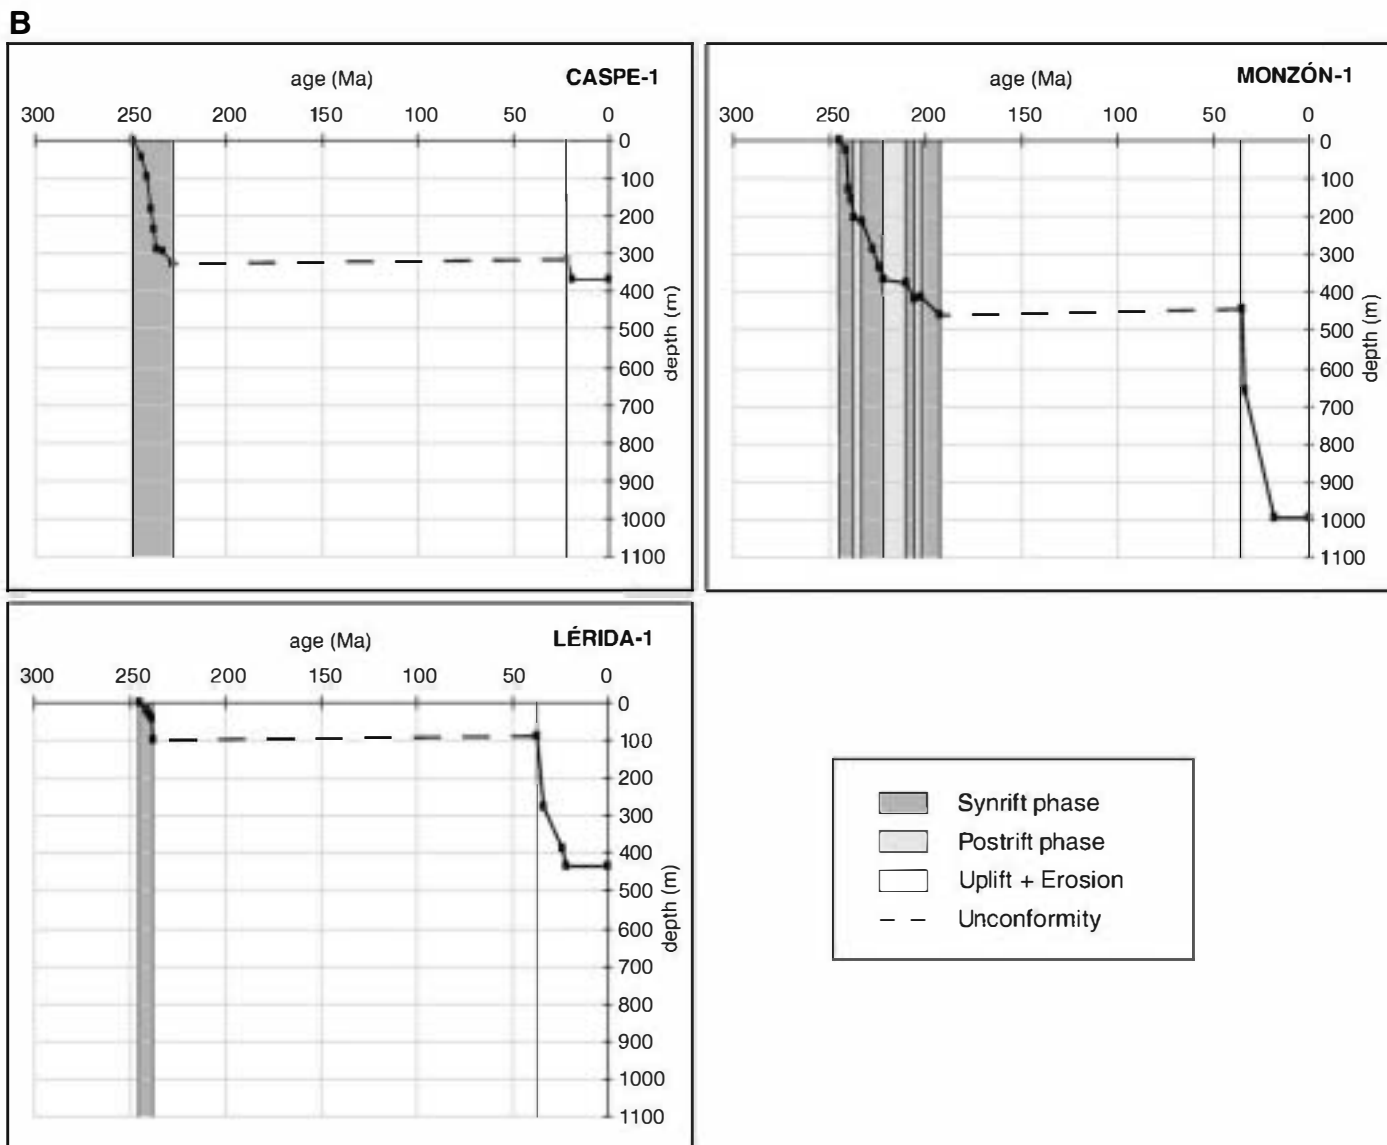 B
age (Ma) CASPE-1
300 250 200 150 100 50 0
0
100
200
300
400
500
600
700
800
900
1000
1100
depth (m)
age (Ma) MONZÓN-1
300 250 200 150 100 50 0
0
100
200
300
400
500
600
700
800
900
1000
1100
depth (m)
age (Ma) LÉRIDA-1
300 250 200 150 100 50 0
0
100
200
300
400
500
600
700
800
900
1000
1100
depth (m)
Synrift phase
Postrift phase
Uplift + Erosion
Unconformity